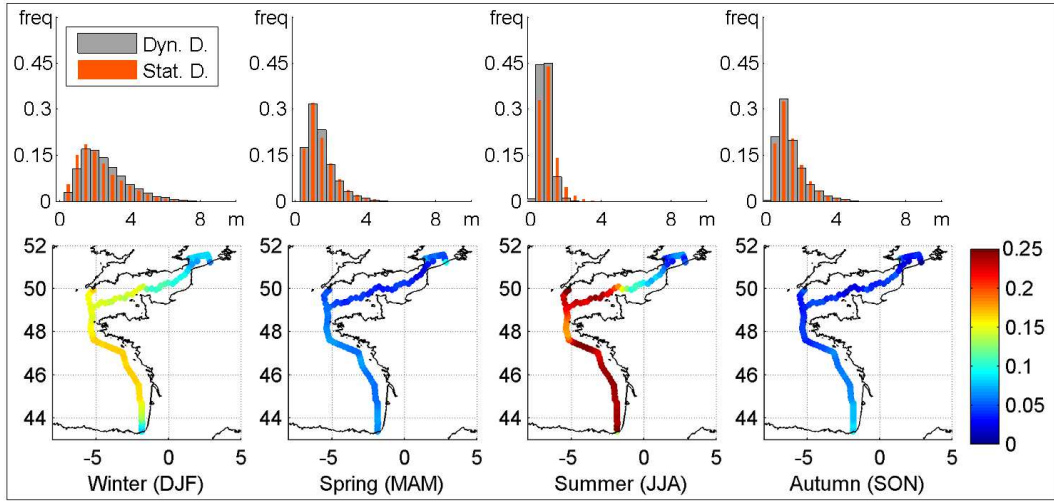 freq freq freq freq
Dyn. D.
Stat. D.
0.45 0.45 0.45 0.45
0.3 0.3 0.3 0.3
0.15 0.15 0.15 0.15
0 0 0 0
0 4 8 m 0 4 8 m 0 4 8 m 0 4 8 m
52 52 52 52
50 50 50 50
48 48 48 48
46 46 46 46
44 44 44 44
-5 0 5 -5 0 5 -5 0 5 -5 0 5
0.25
0.2
0.15
0.1
0.05
0
Winter (DJF) Spring (MAM) Summer (JJA) Autumn (SON)